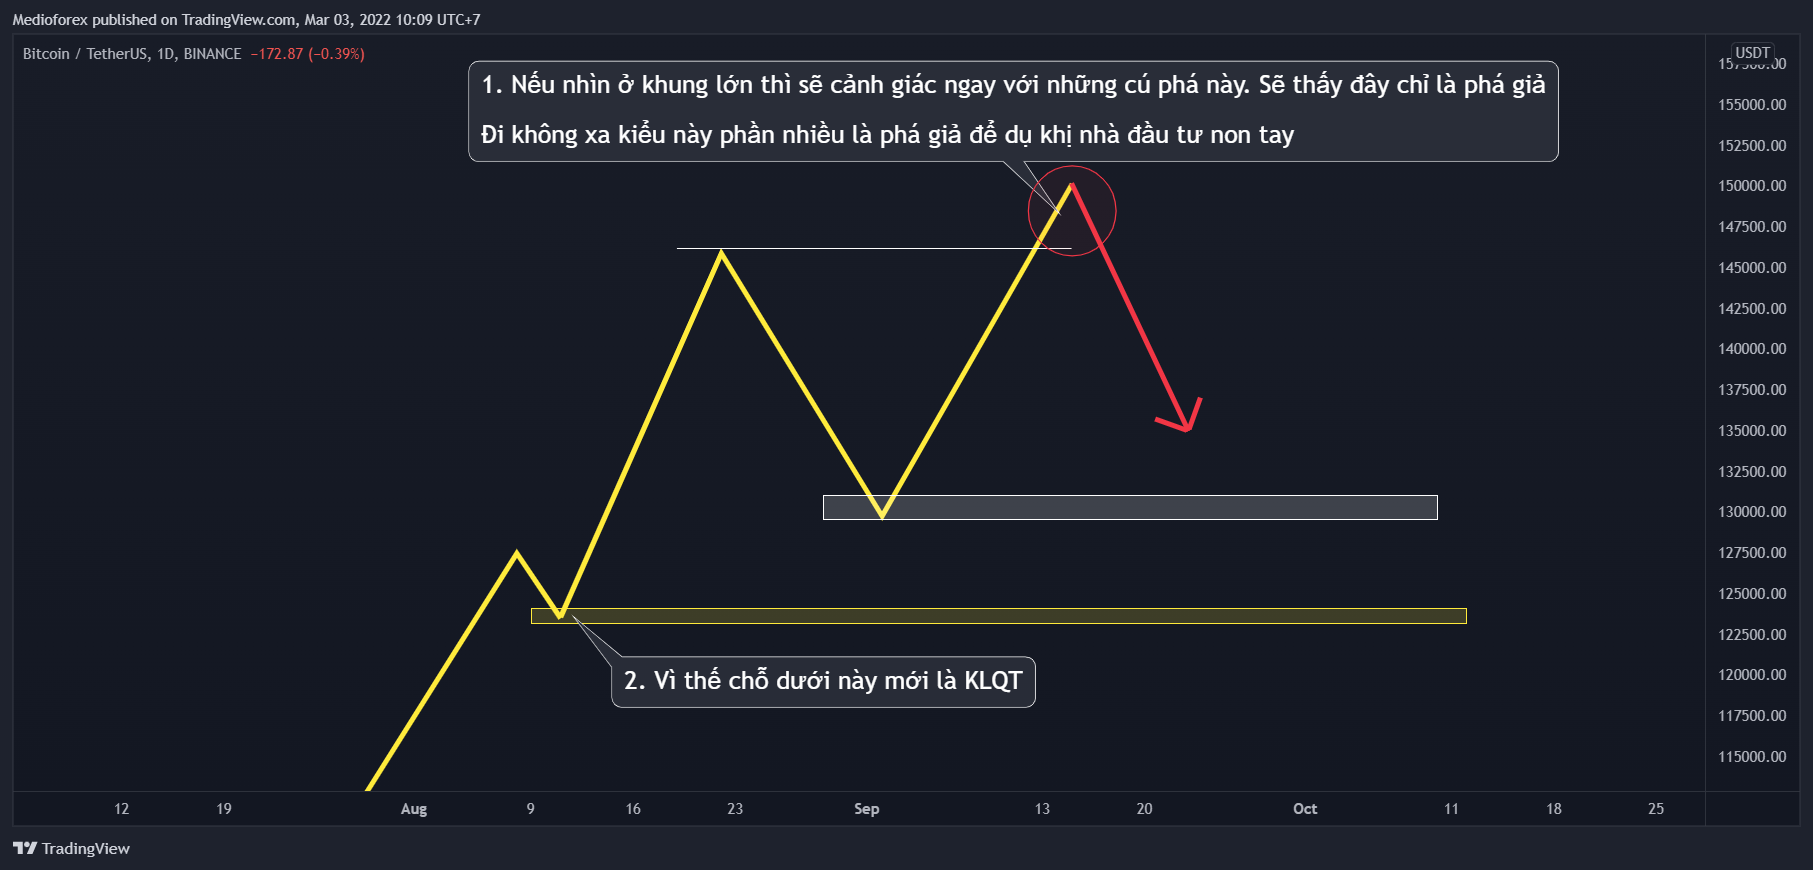 Medioforex published on TradingView.com, Mar 03, 2022 10:09 UTC+7
Bitcoin / TetherUS, 1D, BINANCE −172.87 (−0.39%)
USDT
1. Nếu nhìn ở khung lớn thì sẽ cảnh giác ngay với những cú phá này. Sẽ thấy đây chỉ là phá giả
Đi không xa kiểu này phần nhiều là phá giả để dụ khị nhà đầu tư non tay
2. Vì thế chỗ dưới này mới là KLQT
157500.00
155000.00
152500.00
150000.00
147500.00
145000.00
142500.00
140000.00
137500.00
135000.00
132500.00
130000.00
127500.00
125000.00
122500.00
120000.00
117500.00
115000.00
12 19 Aug 9 16 23 Sep 13 20 Oct 11 18 25
TradingView